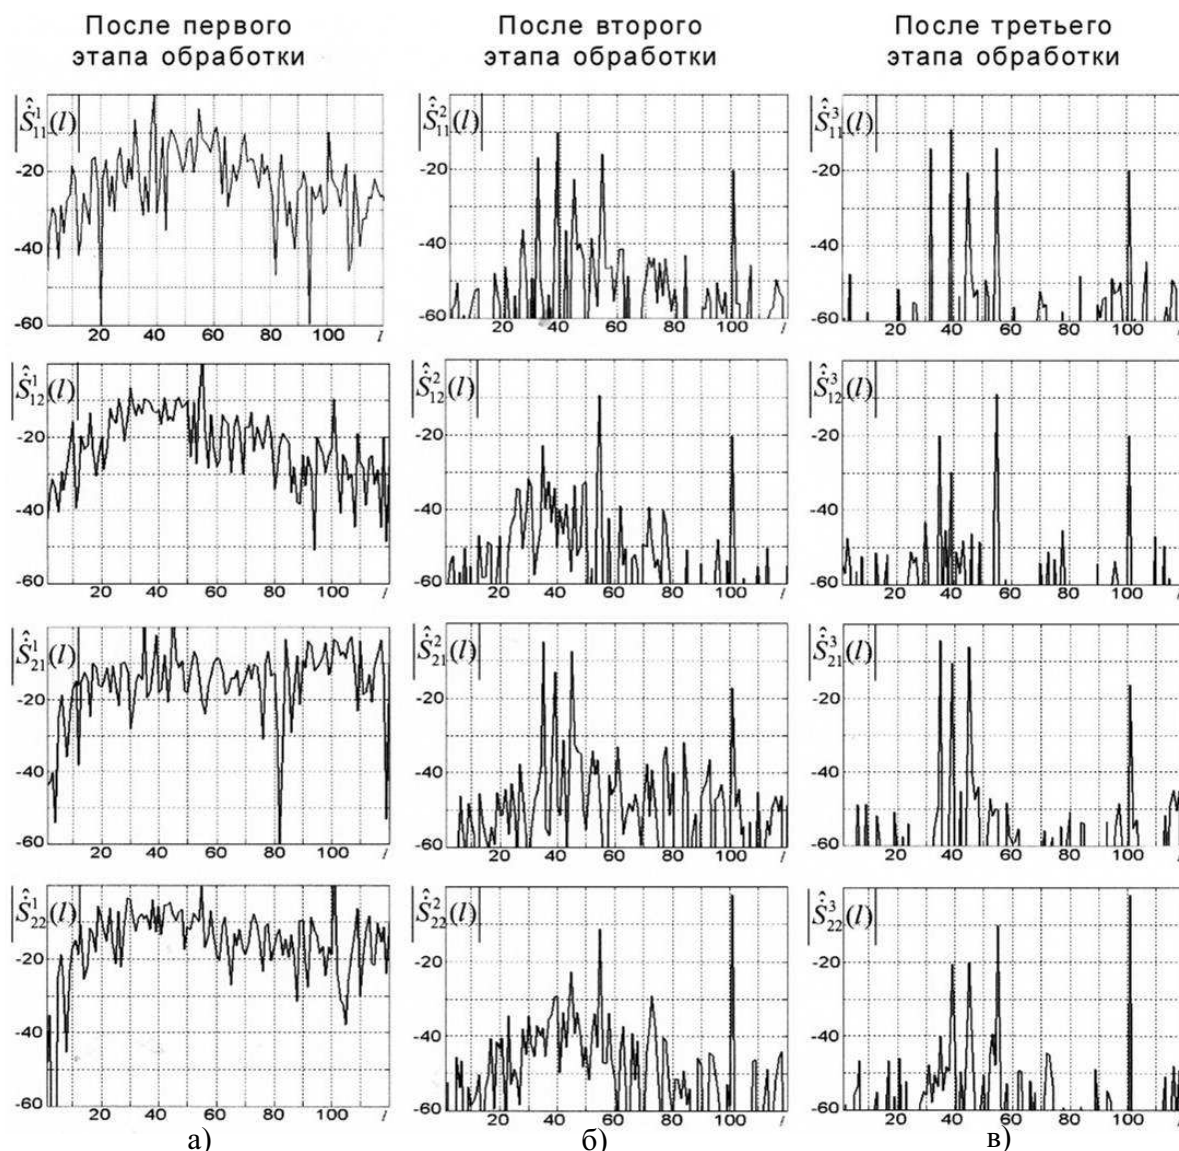 После первого
этапа обработки
После второго
этапа обработки
После третьего
этапа обработки
|Ŝ¹₁₁(l)|
-20
-40
-60
20 40 60 80 100 l
|Ŝ²₁₁(l)|
-20
-40
-60
20 40 60 80 100
|Ŝ³₁₁(l)|
-20
-40
-60
20 40 60 80 100
|Ŝ¹₁₂(l)|
-20
-40
-60
20 40 60 80 100 l
|Ŝ²₁₂(l)|
-20
-40
-60
20 40 60 80 100 l
|Ŝ³₁₂(l)|
-20
-40
-60
20 40 60 80 100 l
|Ŝ¹₂₁(l)|
-20
-40
-60
20 40 60 80 100 l
|Ŝ²₂₁(l)|
-20
-40
-60
20 40 60 80 100 l
|Ŝ³₂₁(l)|
-20
-40
-60
20 40 60 80 100 l
|Ŝ¹₂₂(l)|
-20
-40
-60
20 40 60 80 100 l
|Ŝ²₂₂(l)|
-20
-40
-60
20 40 60 80 100 l
|Ŝ³₂₂(l)|
-20
-40
-60
20 40 60 80 100 l
а)
б)
в)